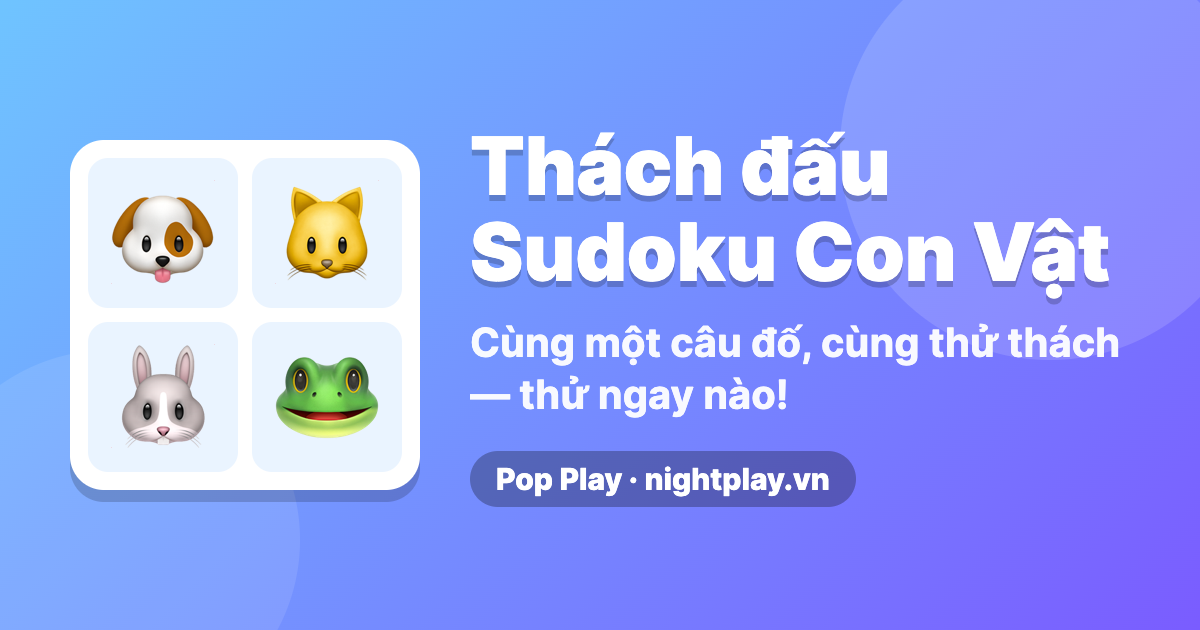 Thách đấu
Sudoku Con Vật
Cùng một câu đố, cùng thử thách
— thử ngay nào!
Pop Play · nightplay.vn